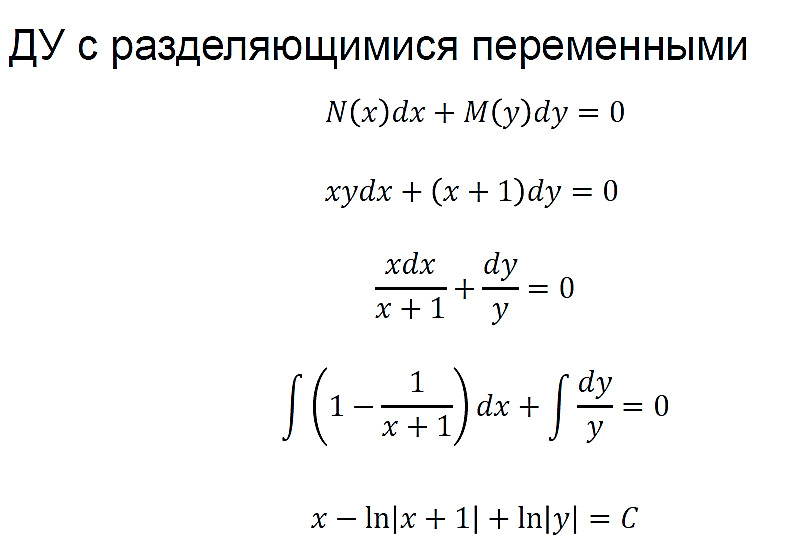 ДУ с разделяющимися переменными
N(x)dx + M(y)dy = 0
xydx + (x + 1)dy = 0
xdx/(x + 1) + dy/y = 0
∫(1 − 1/(x + 1))dx + ∫dy/y = 0
x − ln|x + 1| + ln|y| = C